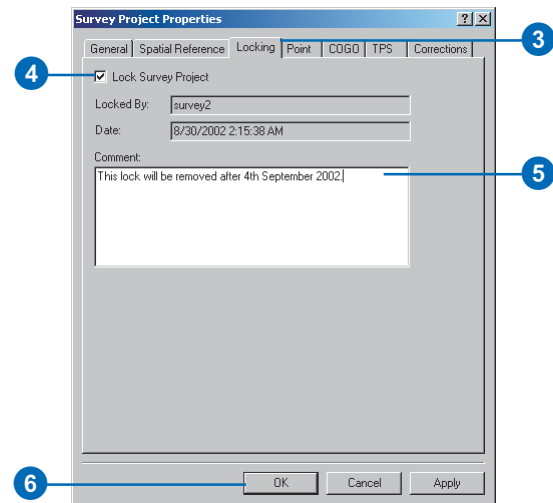 Survey Project Properties
General Spatial Reference Locking Point COGO TPS Corrections
3
4
Lock Survey Project
Locked By: survey2
Date: 8/30/2002 2:15:38 AM
Comment:
This lock will be removed after 4th September 2002.
5
6
OK Cancel Apply